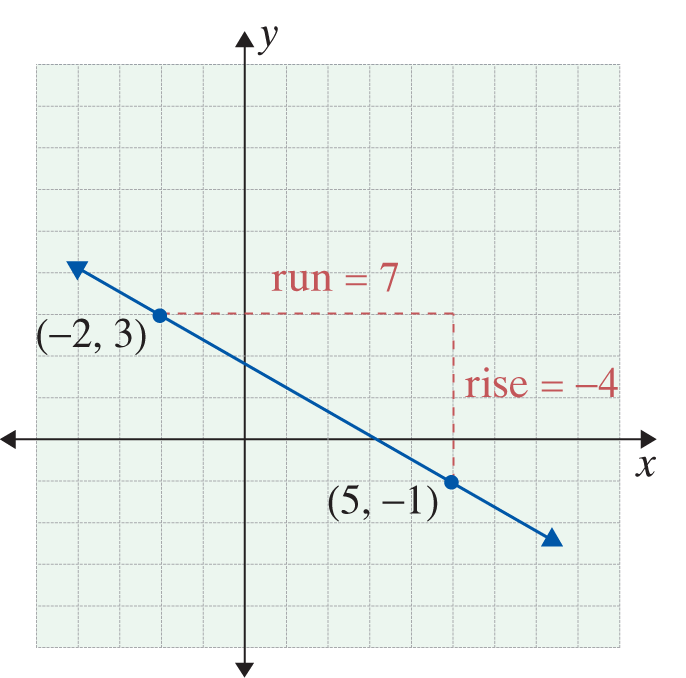 y
run = 7
(−2, 3)
rise = −4
x
(5, −1)